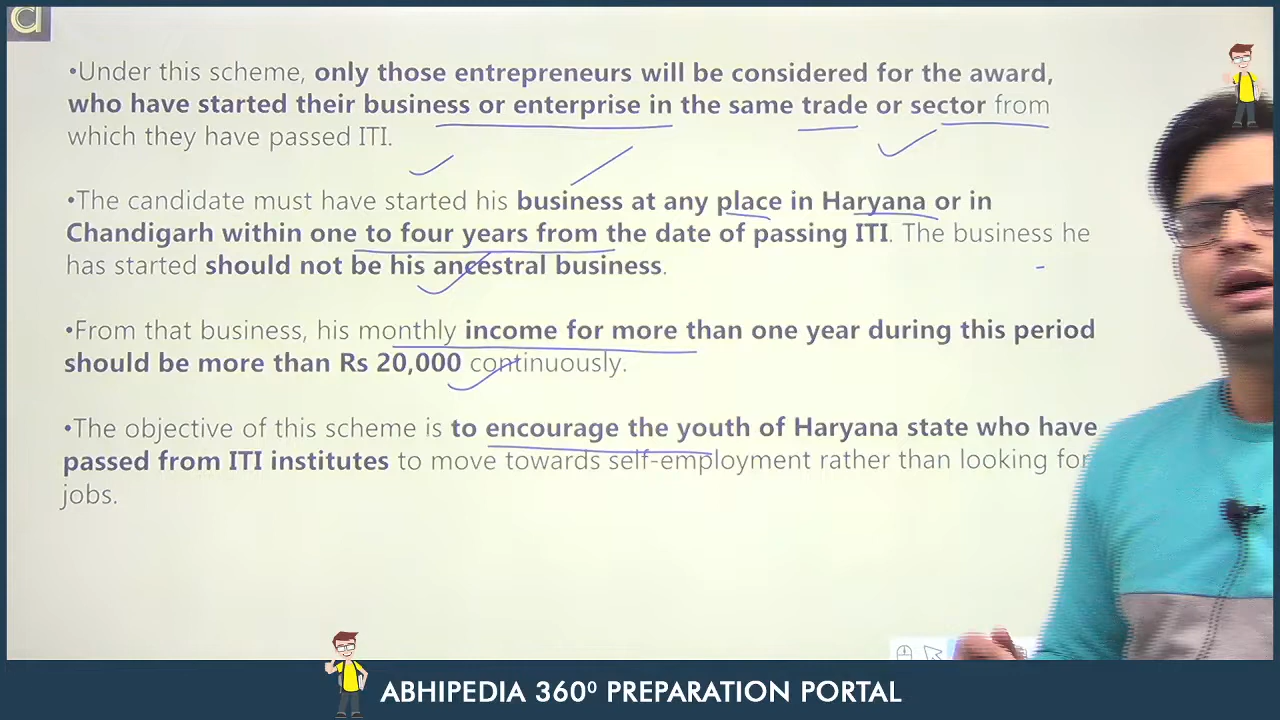 a
•Under this scheme, only those entrepreneurs will be considered for the award,
who have started their business or enterprise in the same trade or sector from
which they have passed ITI.
•The candidate must have started his business at any place in Haryana or in
Chandigarh within one to four years from the date of passing ITI. The business he
has started should not be his ancestral business.
•From that business, his monthly income for more than one year during this period
should be more than Rs 20,000 continuously.
•The objective of this scheme is to encourage the youth of Haryana state who have
passed from ITI institutes to move towards self-employment rather than looking for
jobs.
ABHIPEDIA 360⁰ PREPARATION PORTAL